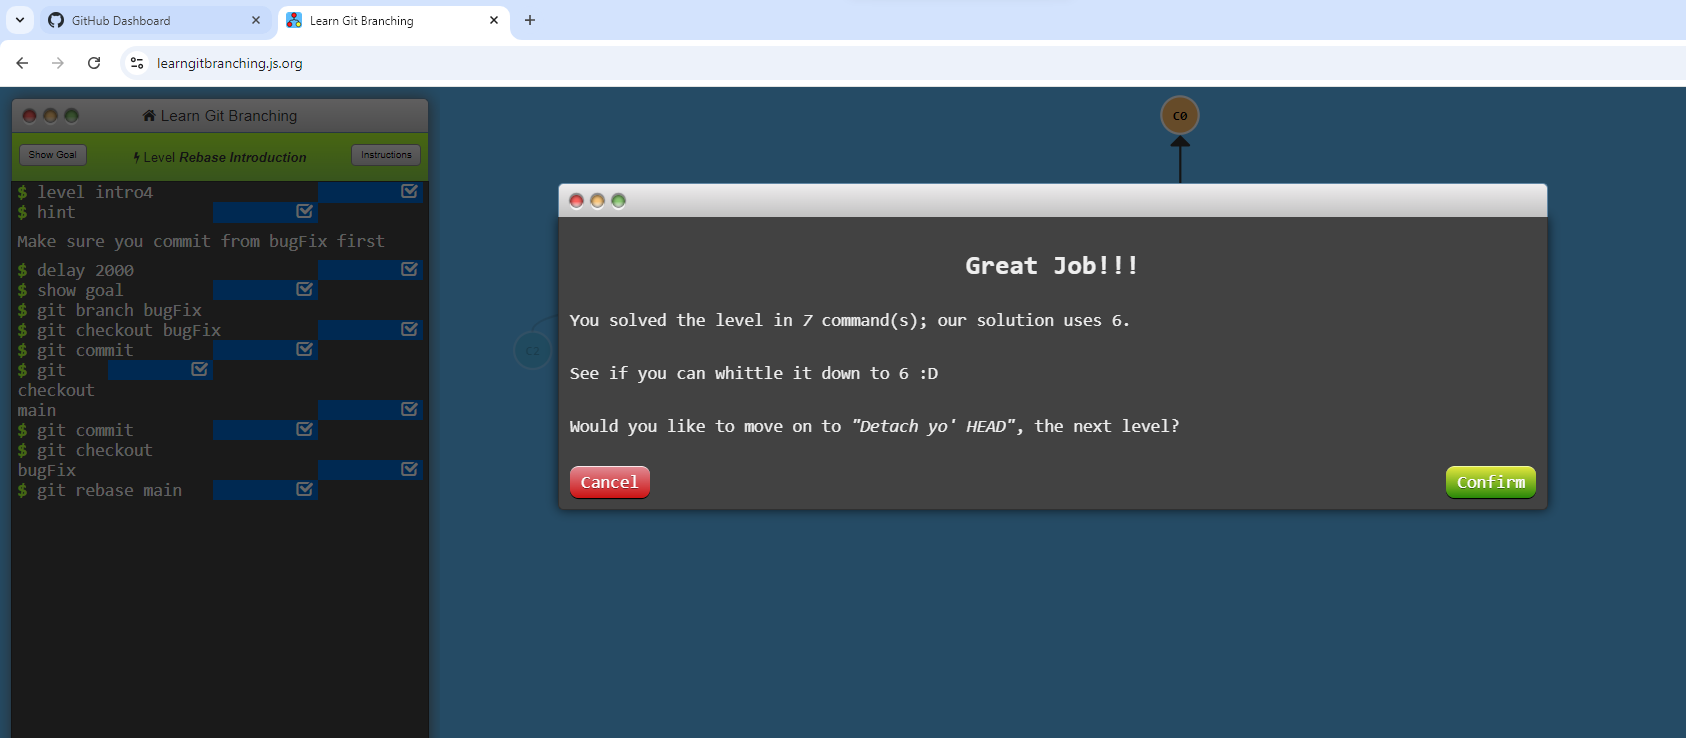 GitHub Dashboard
Learn Git Branching
learngitbranching.js.org
Learn Git Branching
Show Goal
Level Rebase Introduction
Instructions
$ level intro4
$ hint
Make sure you commit from bugFix first
$ delay 2000
$ show goal
$ git branch bugFix
$ git checkout bugFix
$ git commit
$ git
checkout
main
$ git commit
$ git checkout
bugFix
$ git rebase main
C0
C2
Great Job!!!
You solved the level in 7 command(s); our solution uses 6.
See if you can whittle it down to 6 :D
Would you like to move on to "Detach yo' HEAD", the next level?
Cancel
Confirm